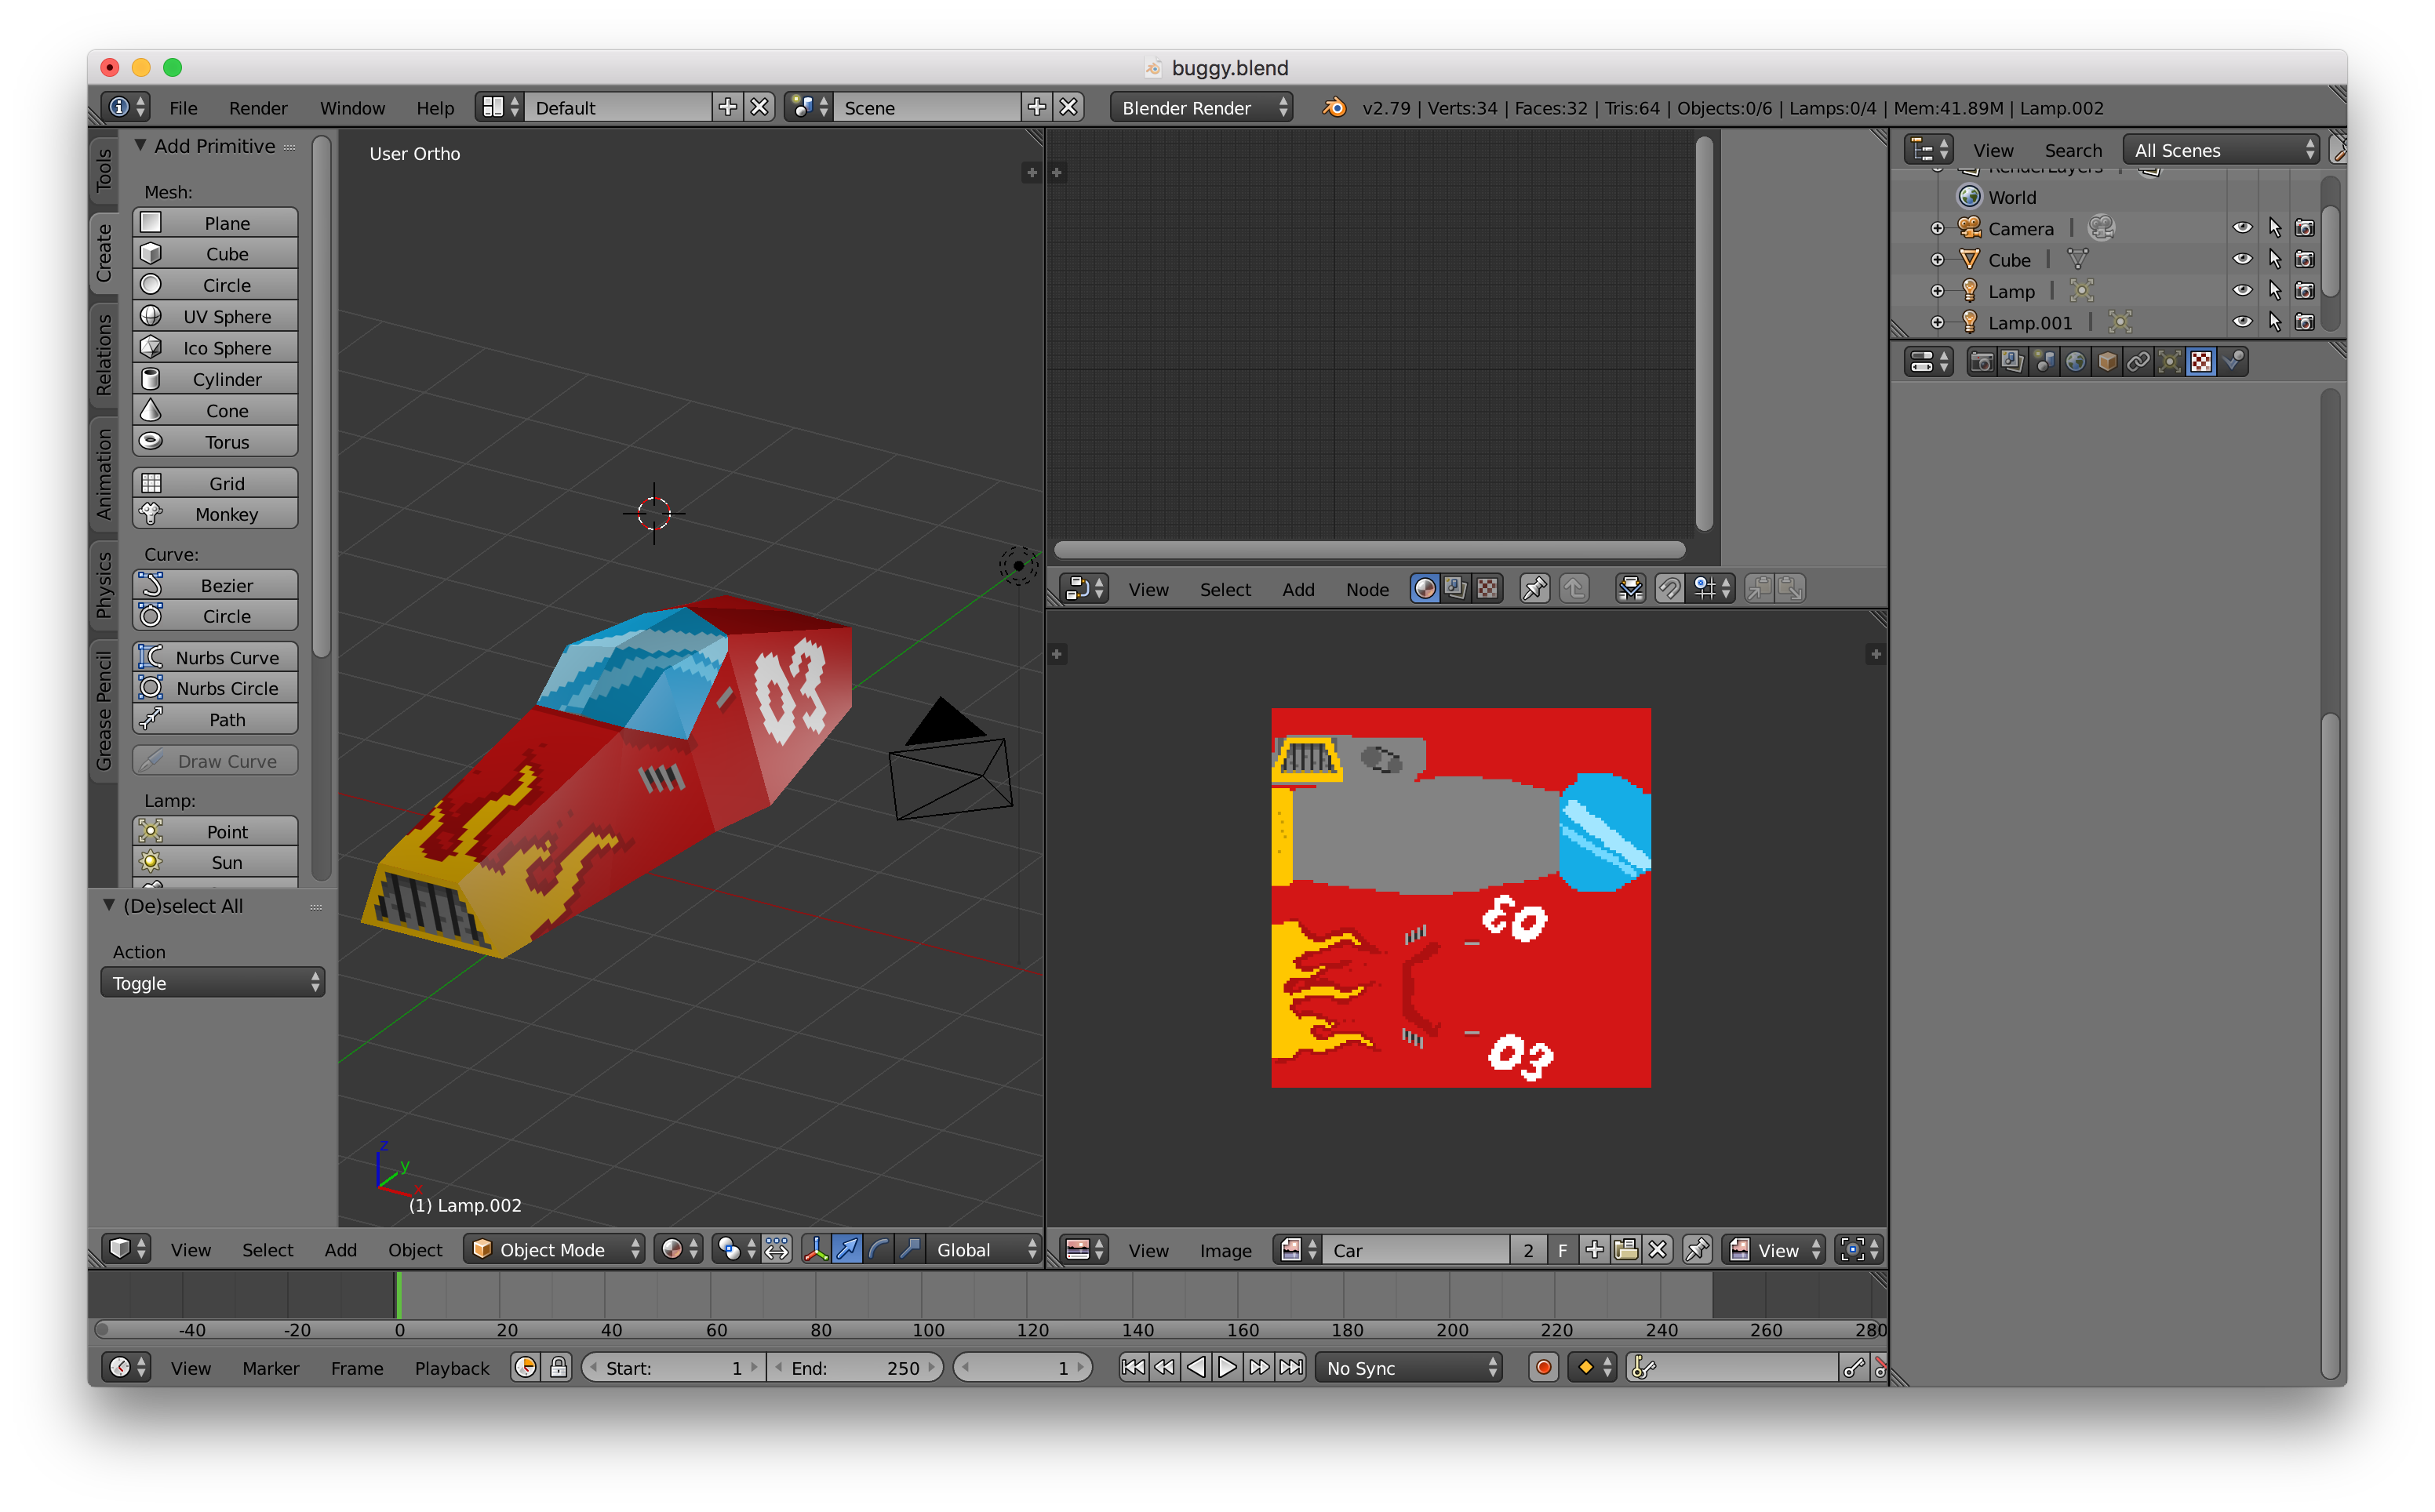 buggy.blend
File Render Window Help Default Scene Blender Render v2.79 | Verts:34 | Faces:32 | Tris:64 | Objects:0/6 | Lamps:0/4 | Mem:41.89M | Lamp.002
Tools
Create
Relations
Animation
Physics
Grease Pencil
Add Primitive
Mesh:
Plane
Cube
Circle
UV Sphere
Ico Sphere
Cylinder
Cone
Torus
Grid
Monkey
Curve:
Bezier
Circle
Nurbs Curve
Nurbs Circle
Path
Draw Curve
Lamp:
Point
Sun
(De)select All
Action
Toggle
User Ortho
03
z
y
x
(1) Lamp.002
View Select Add Object Object Mode Global
View Select Add Node
03
03
View Image Car 2 F View
View Search All Scenes
RenderLayers
World
Camera
Cube
Lamp
Lamp.001
-40 -20 0 20 40 60 80 100 120 140 160 180 200 220 240 260 280
View Marker Frame Playback Start: 1 End: 250 1 No Sync